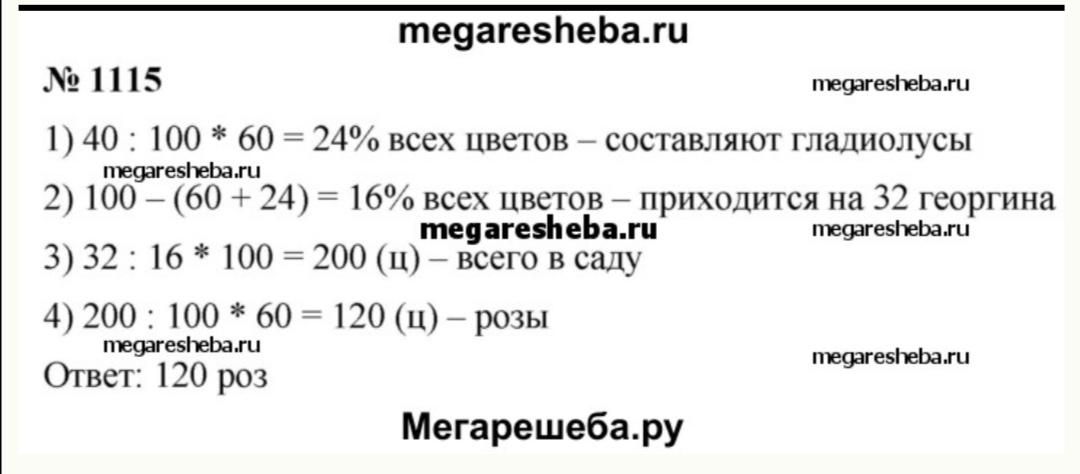 megaresheba.ru
№ 1115
megaresheba.ru
1) 40 : 100 * 60 = 24% всех цветов – составляют гладиолусы
megaresheba.ru
2) 100 – (60 + 24) = 16% всех цветов – приходится на 32 георгина
megaresheba.ru
megaresheba.ru
3) 32 : 16 * 100 = 200 (ц) – всего в саду
4) 200 : 100 * 60 = 120 (ц) – розы
megaresheba.ru
megaresheba.ru
Ответ: 120 роз
Мегарешеба.ру